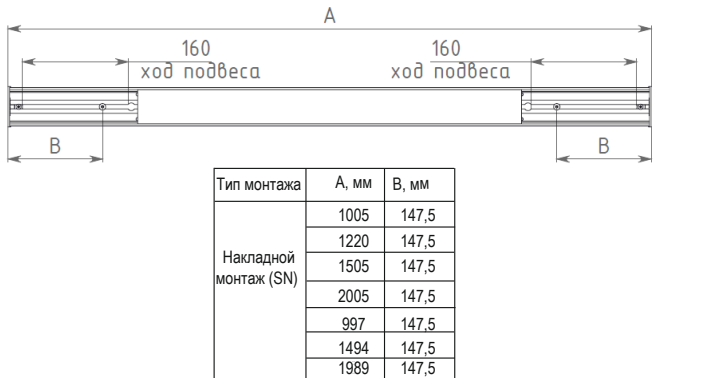 A
160 160
ход подвеса ход подвеса
B B
Тип монтажа A, мм B, мм
Накладной монтаж (SN)
1005 147,5
1220 147,5
1505 147,5
2005 147,5
997 147,5
1494 147,5
1989 147,5